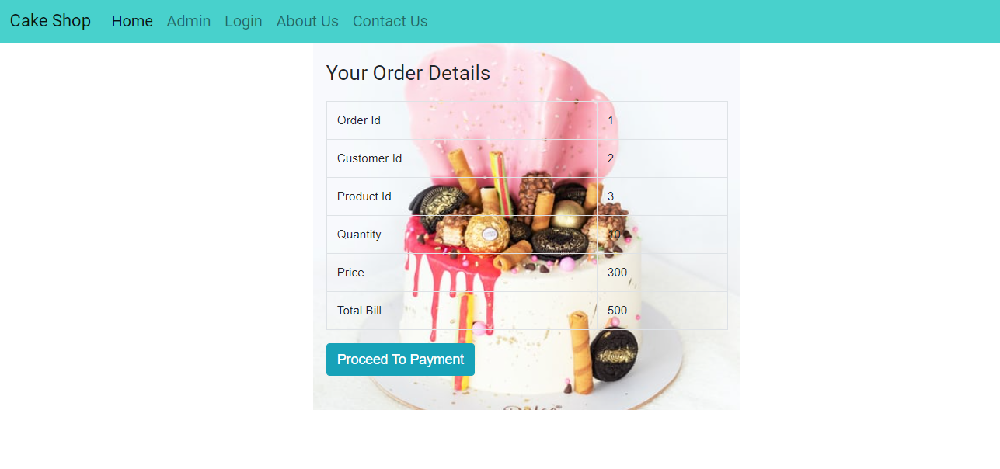 Cake Shop Home Admin Login About Us Contact Us
Your Order Details
Order Id 1
Customer Id 2
Product Id 3
Quantity 10
Price 300
Total Bill 500
Proceed To Payment